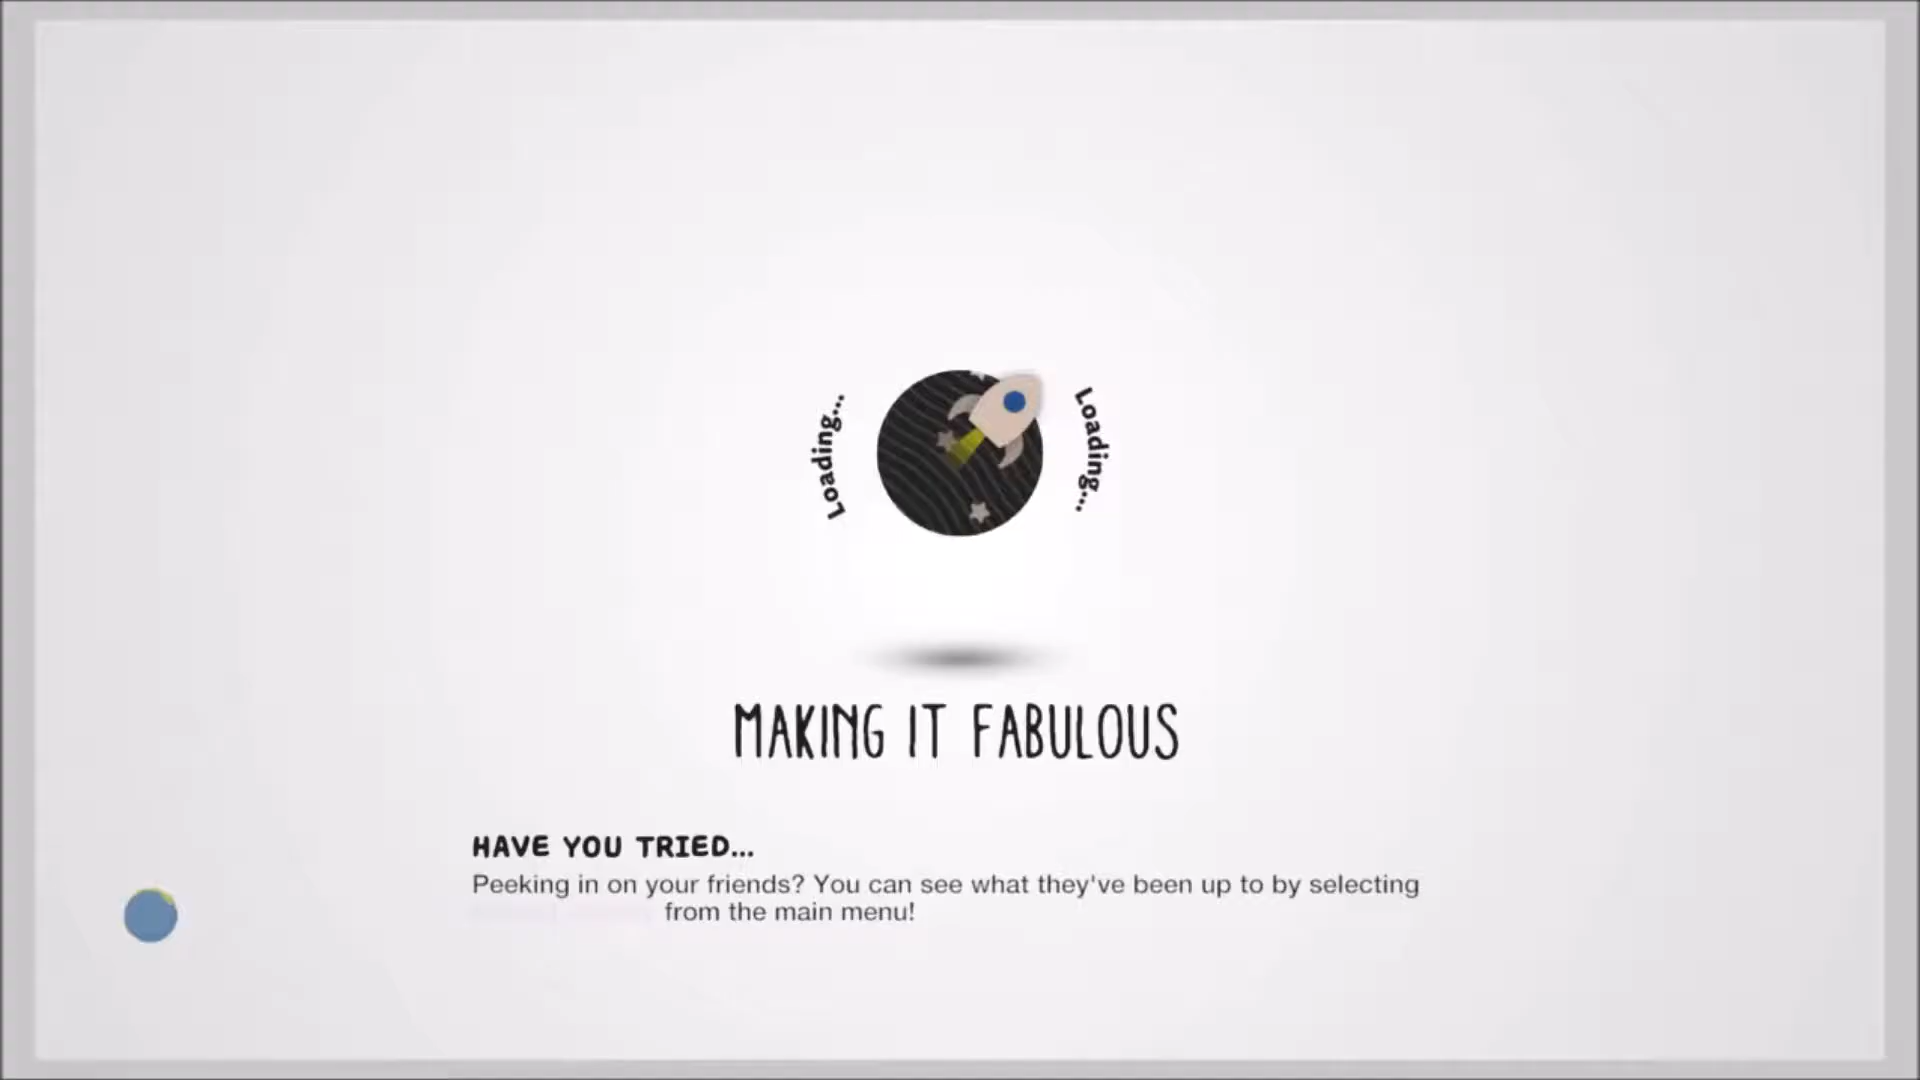 Loading...
Loading...
MAKING IT FABULOUS
HAVE YOU TRIED...
Peeking in on your friends? You can see what they've been up to by selecting
from the main menu!